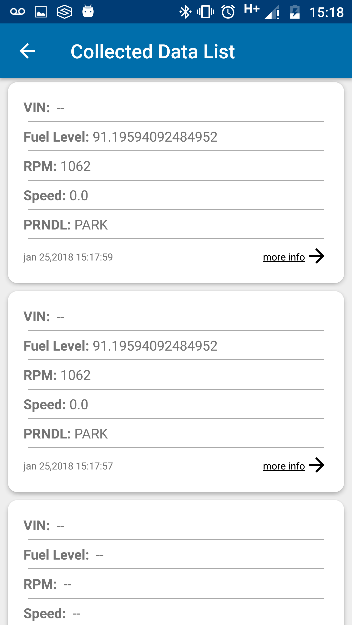 H+ 15:18
Collected Data List
VIN: --
Fuel Level: 91.19594092484952
RPM: 1062
Speed: 0.0
PRNDL: PARK
jan 25,2018 15:17:59 more info
VIN: --
Fuel Level: 91.19594092484952
RPM: 1062
Speed: 0.0
PRNDL: PARK
jan 25,2018 15:17:57 more info
VIN: --
Fuel Level: --
RPM: --
Speed: --